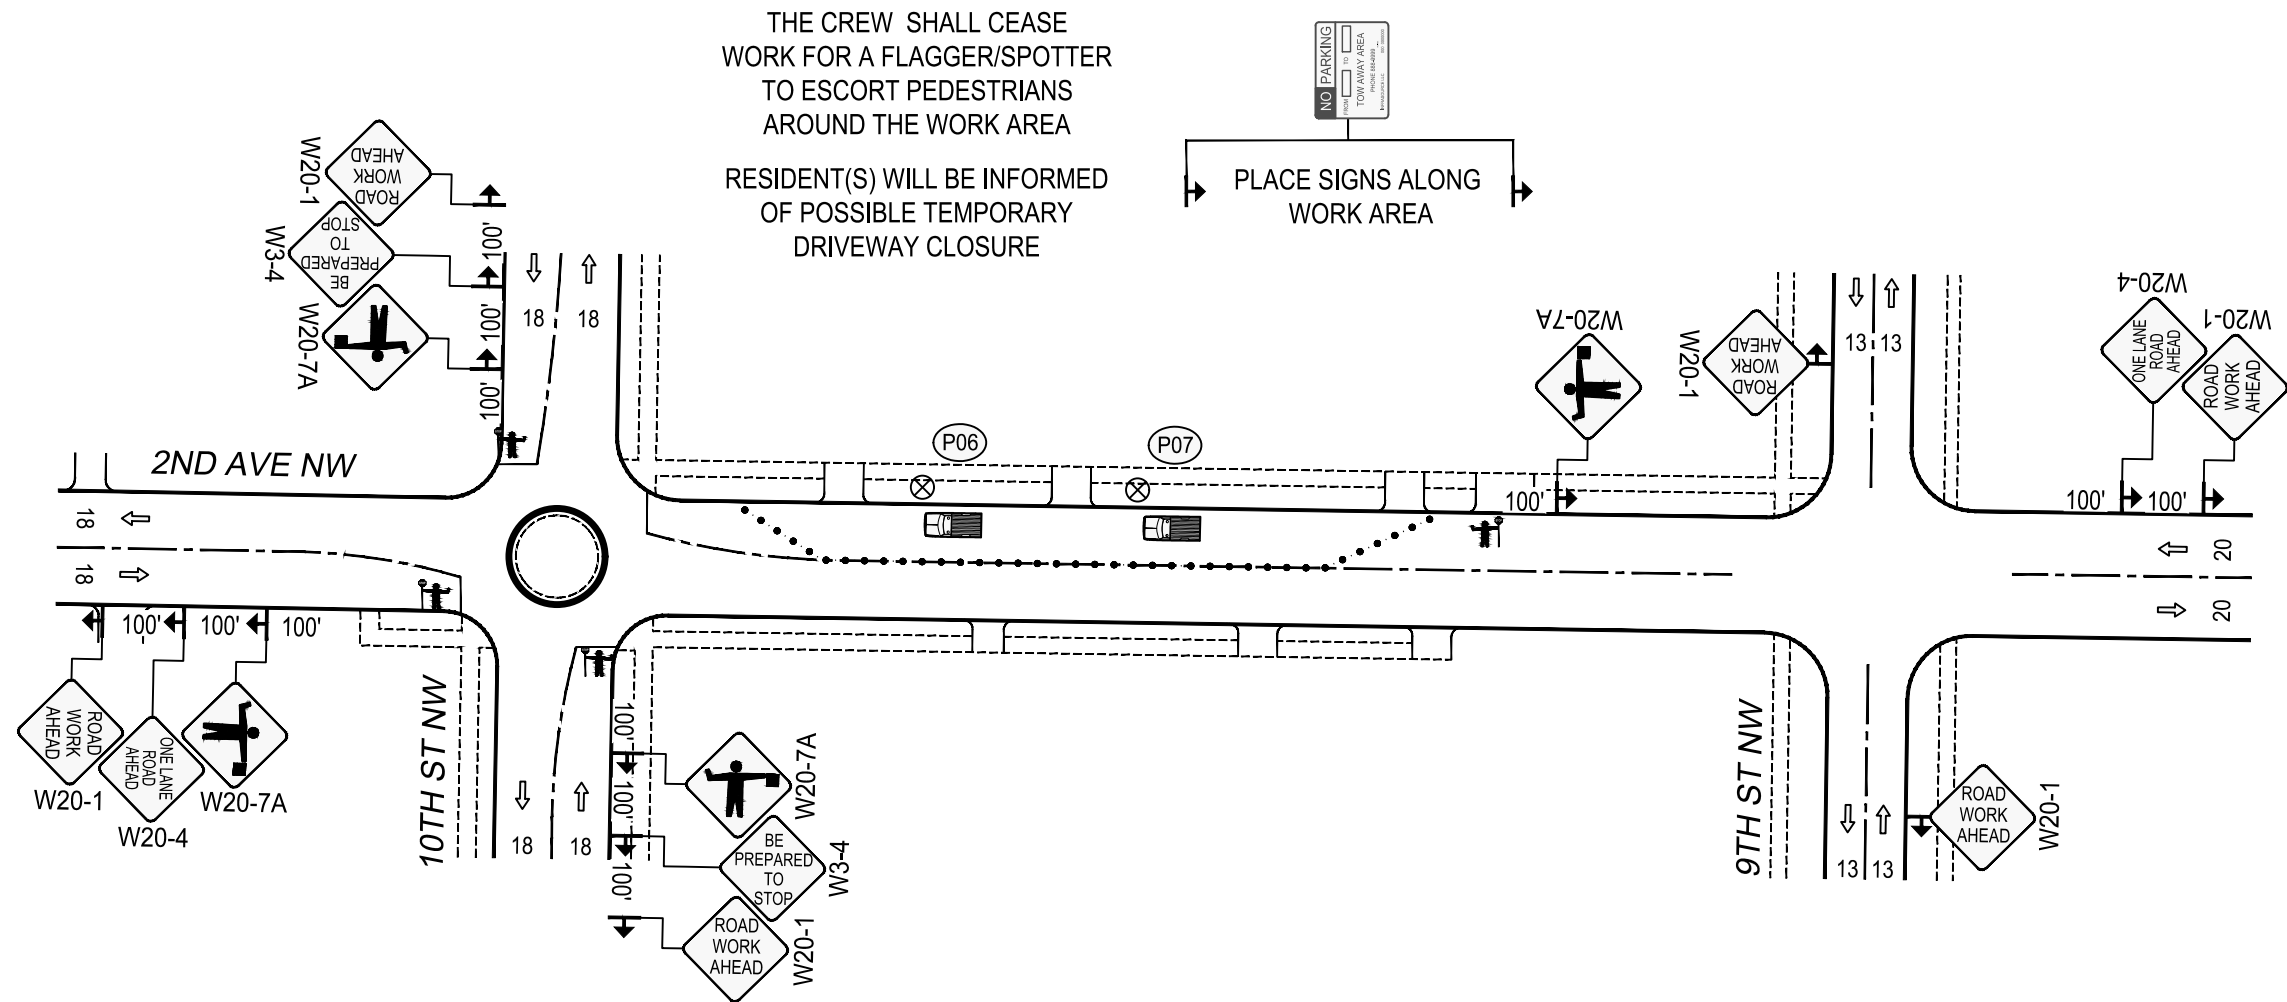 THE CREW SHALL CEASE
WORK FOR A FLAGGER/SPOTTER
TO ESCORT PEDESTRIANS
AROUND THE WORK AREA
RESIDENT(S) WILL BE INFORMED
OF POSSIBLE TEMPORARY
DRIVEWAY CLOSURE
NO PARKING
FROM TO
TOW AWAY AREA
PLACE SIGNS ALONG
WORK AREA
W20-1
ROAD
WORK
AHEAD
100'
W3-4
BE
PREPARED
TO
STOP
100'
W20-7A
100'
18
18
2ND AVE NW
18
18
100'
100'
100'
ROAD
WORK
AHEAD
W20-1
ONE LANE
ROAD
AHEAD
W20-4
W20-7A
10TH ST NW
18
18
100'
W20-7A
100'
BE
PREPARED
TO
STOP
W3-4
100'
ROAD
WORK
AHEAD
W20-1
P06
P07
W20-7A
100'
W20-1
ROAD
WORK
AHEAD
13
13
W20-4
ONE LANE
ROAD
AHEAD
W20-1
ROAD
WORK
AHEAD
100'
100'
20
20
9TH ST NW
13
13
ROAD
WORK
AHEAD
W20-1